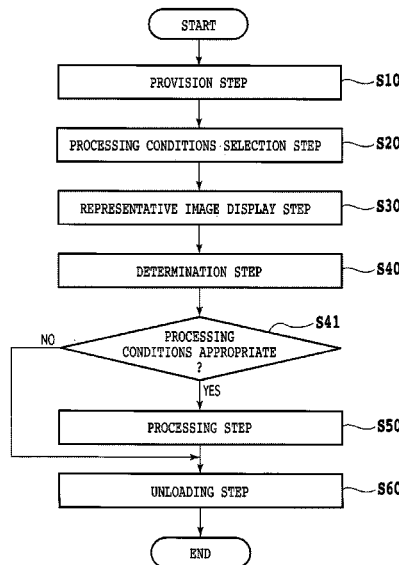 START
PROVISION STEP
S10
PROCESSING CONDITIONS SELECTION STEP
S20
REPRESENTATIVE IMAGE DISPLAY STEP
S30
DETERMINATION STEP
S40
S41
PROCESSING
CONDITIONS APPROPRIATE
?
NO
YES
PROCESSING STEP
S50
UNLOADING STEP
S60
END